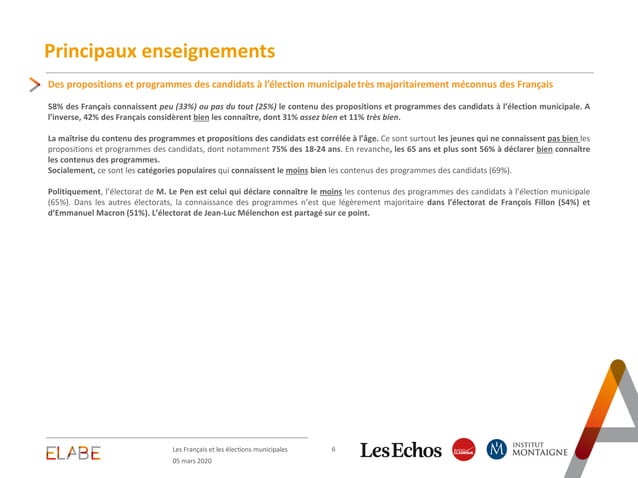 Principaux enseignements
Des propositions et programmes des candidats à l'élection municipale très majoritairement méconnus des Français
58% des Français connaissent peu (33%) ou pas du tout (25%) le contenu des propositions et programmes des candidats à l'élection municipale. A
l'inverse, 42% des Français considèrent bien les connaître, dont 31% assez bien et 11% très bien.
La maîtrise du contenu des programmes et propositions des candidats est corrélée à l'âge. Ce sont surtout les jeunes qui ne connaissent pas bien les
propositions et programmes des candidats, dont notamment 75% des 18-24 ans. En revanche, les 65 ans et plus sont 56% à déclarer bien connaître
les contenus des programmes.
Socialement, ce sont les catégories populaires qui connaissent le moins bien les contenus des programmes des candidats (69%).
Politiquement, l'électorat de M. Le Pen est celui qui déclare connaître le moins les contenus des programmes des candidats à l'élection municipale
(65%). Dans les autres électorats, la connaissance des programmes n'est que légèrement majoritaire dans l'électorat de François Fillon (54%) et
d'Emmanuel Macron (51%). L'électorat de Jean-Luc Mélenchon est partagé sur ce point.
ELABE
Les Français et les élections municipales
05 mars 2020
6
Les Echos
RADIO CLASSIQUE
M
INSTITUT
MONTAIGNE